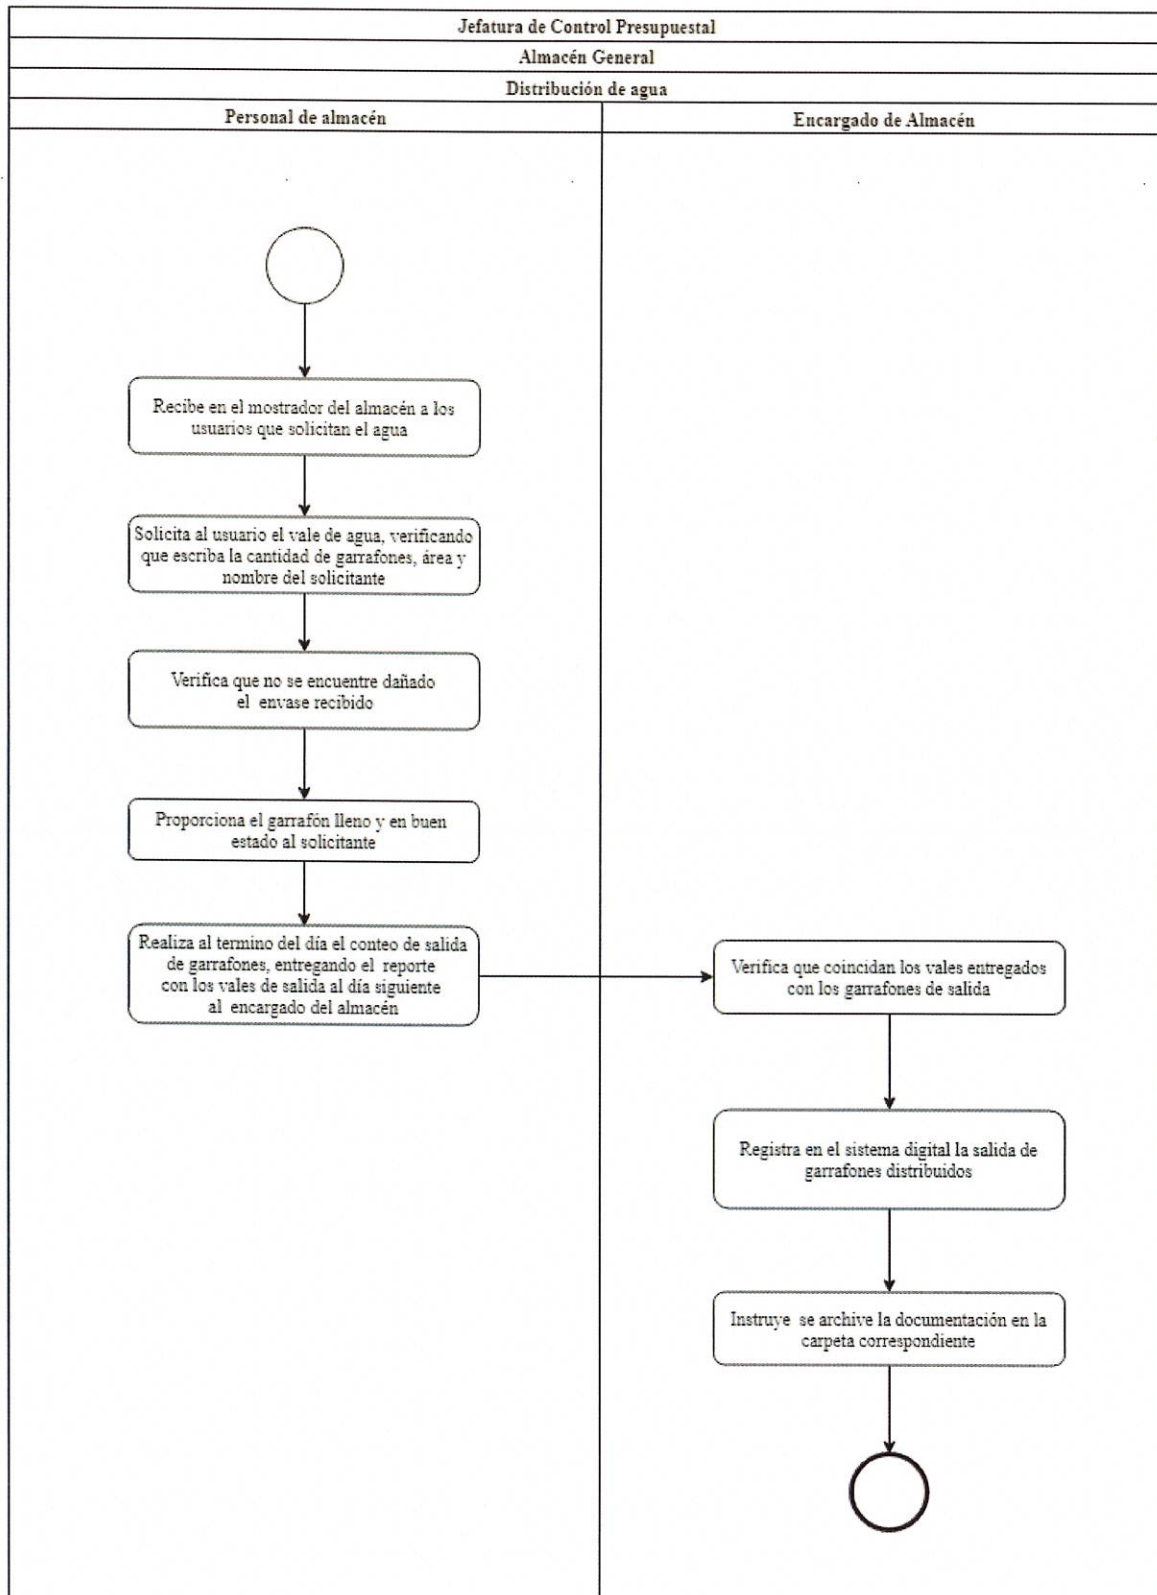 Jefatura de Control Presupuestal
Almacén General
Distribución de agua
Personal de almacén
Encargado de Almacén
Recibe en el mostrador del almacén a los
usuarios que solicitan el agua
Solicita al usuario el vale de agua, verificando
que escriba la cantidad de garrafones, área y
nombre del solicitante
Verifica que no se encuentre dañado
el envase recibido
Proporciona el garrafón lleno y en buen
estado al solicitante
Realiza al termino del día el conteo de salida
de garrafones, entregando el reporte
con los vales de salida al día siguiente
al encargado del almacén
Verifica que coincidan los vales entregados
con los garrafones de salida
Registra en el sistema digital la salida de
garrafones distribuidos
Instruye se archive la documentación en la
carpeta correspondiente